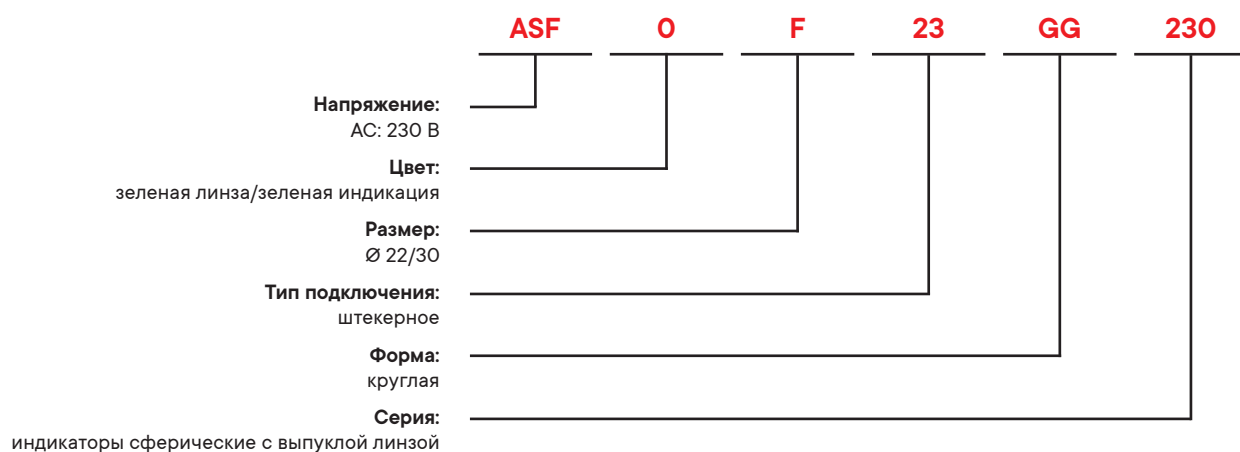 ASF 0 F 23 GG 230
Напряжение:
AC: 230 В
Цвет:
зеленая линза/зеленая индикация
Размер:
Ø 22/30
Тип подключения:
штекерное
Форма:
круглая
Серия:
индикаторы сферические с выпуклой линзой